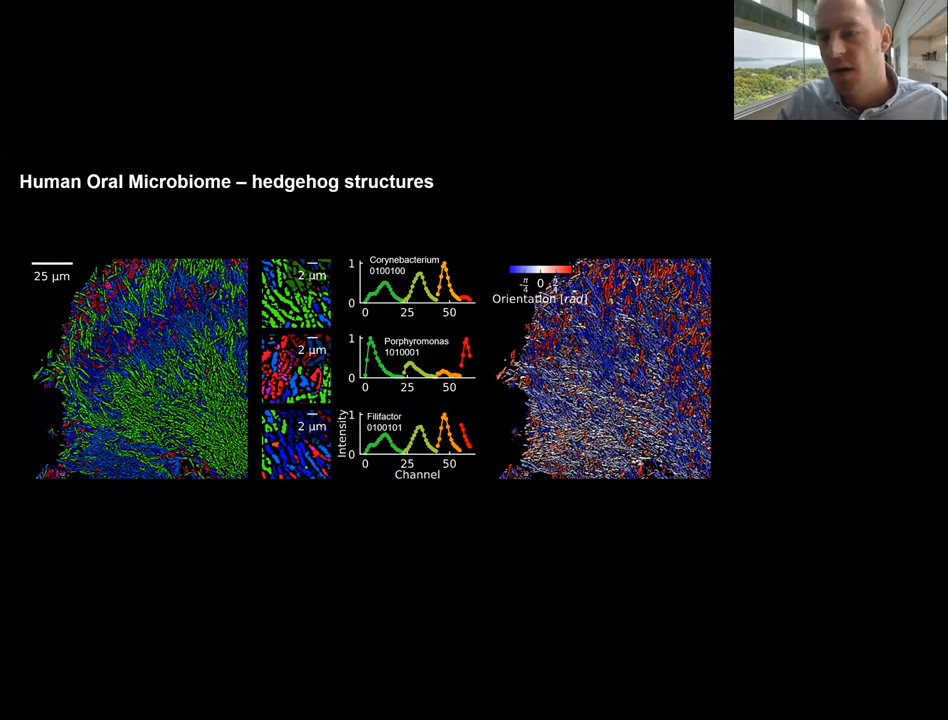 Human Oral Microbiome – hedgehog structures
25 µm
2 µm
2 µm
2 µm
Corynebacterium
0100100
1
0
0 25 50
Porphyromonas
1010001
1
0
0 25 50
Filifactor
0100101
1
0
0 25 50
Intensity
Channel
-π/4 0 π/4
Orientation [rad]